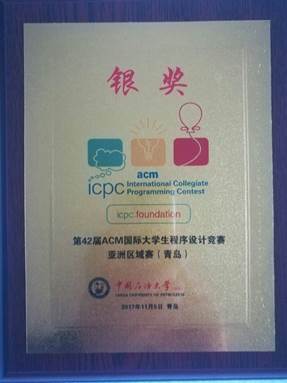 银奖
acm
icpc International Collegiate
Programming Contest
icpc.foundation
第42届ACM国际大学生程序设计竞赛
亚洲区域赛（青岛）
中国石油大学
CHINA UNIVERSITY OF PETROLEUM
2017年11月5日 青岛